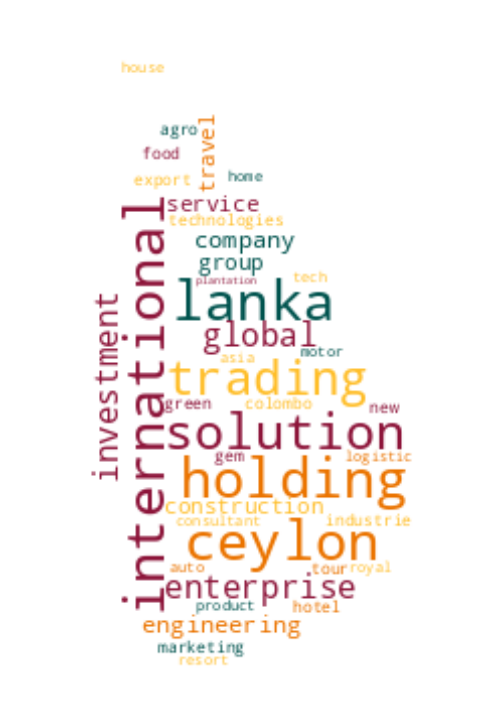 house
agro
travel
food
home
export
international
service
technologies
company
group
plantation
tech
lanka
investment
global
motor
asia
trading
green
colombo
new
solution
gem
logistic
holding
construction
consultant
industrie
ceylon
auto
tour
royal
enterprise
product
hotel
engineering
marketing
resort